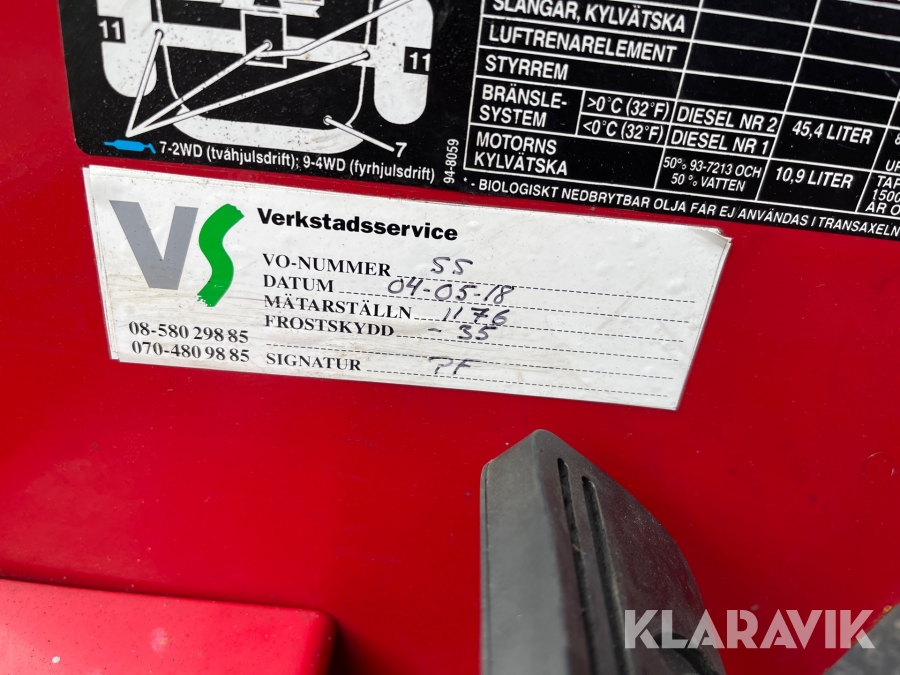 11
11
7
7-2WD (tvåhjulsdrift); 9-4WD (fyrhjulsdrift)
94-8059
SLANGAR, KYLVÄTSKA
LUFTRENARELEMENT
STYRREM
BRÄNSLE-
SYSTEM
>0°C (32°F) DIESEL NR 2
<0°C (32°F) DIESEL NR 1
45,4 LITER
MOTORNS
KYLVÄTSKA
50% 93-7213 OCH
50 % VATTEN
10,9 LITER
TAP
1500
ÅR O
*- BIOLOGISKT NEDBRYTBAR OLJA FÅR EJ ANVÄNDAS I TRANSAXELN
VS Verkstadsservice
VO-NUMMER 55
DATUM 04-05-18
MÄTARSTÄLLN 1176
FROSTSKYDD -35
08-580 298 85
070-480 98 85
SIGNATUR PF
KLARAVIK